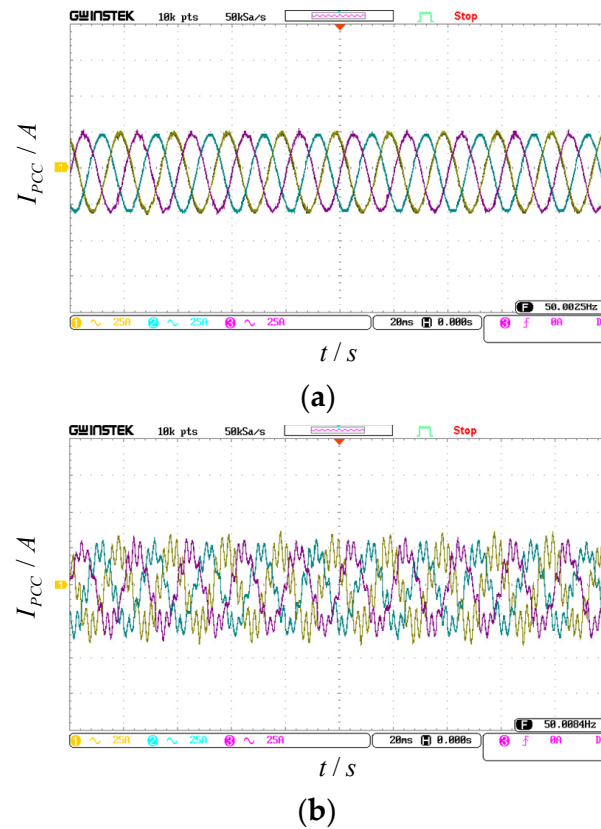 GWINSTEK 10k pts 50kSa/s Stop
I_PCC / A
1
F 50.0025Hz
1 ∿ 25A 2 ∿ 25A 3 ∿ 25A 20ms H 0.000s 3 0A D
t / s
(a)
GWINSTEK 10k pts 50kSa/s Stop
I_PCC / A
1
F 50.0084Hz
1 ∿ 25A 2 ∿ 25A 3 ∿ 25A 20ms H 0.000s 3 0A D
t / s
(b)